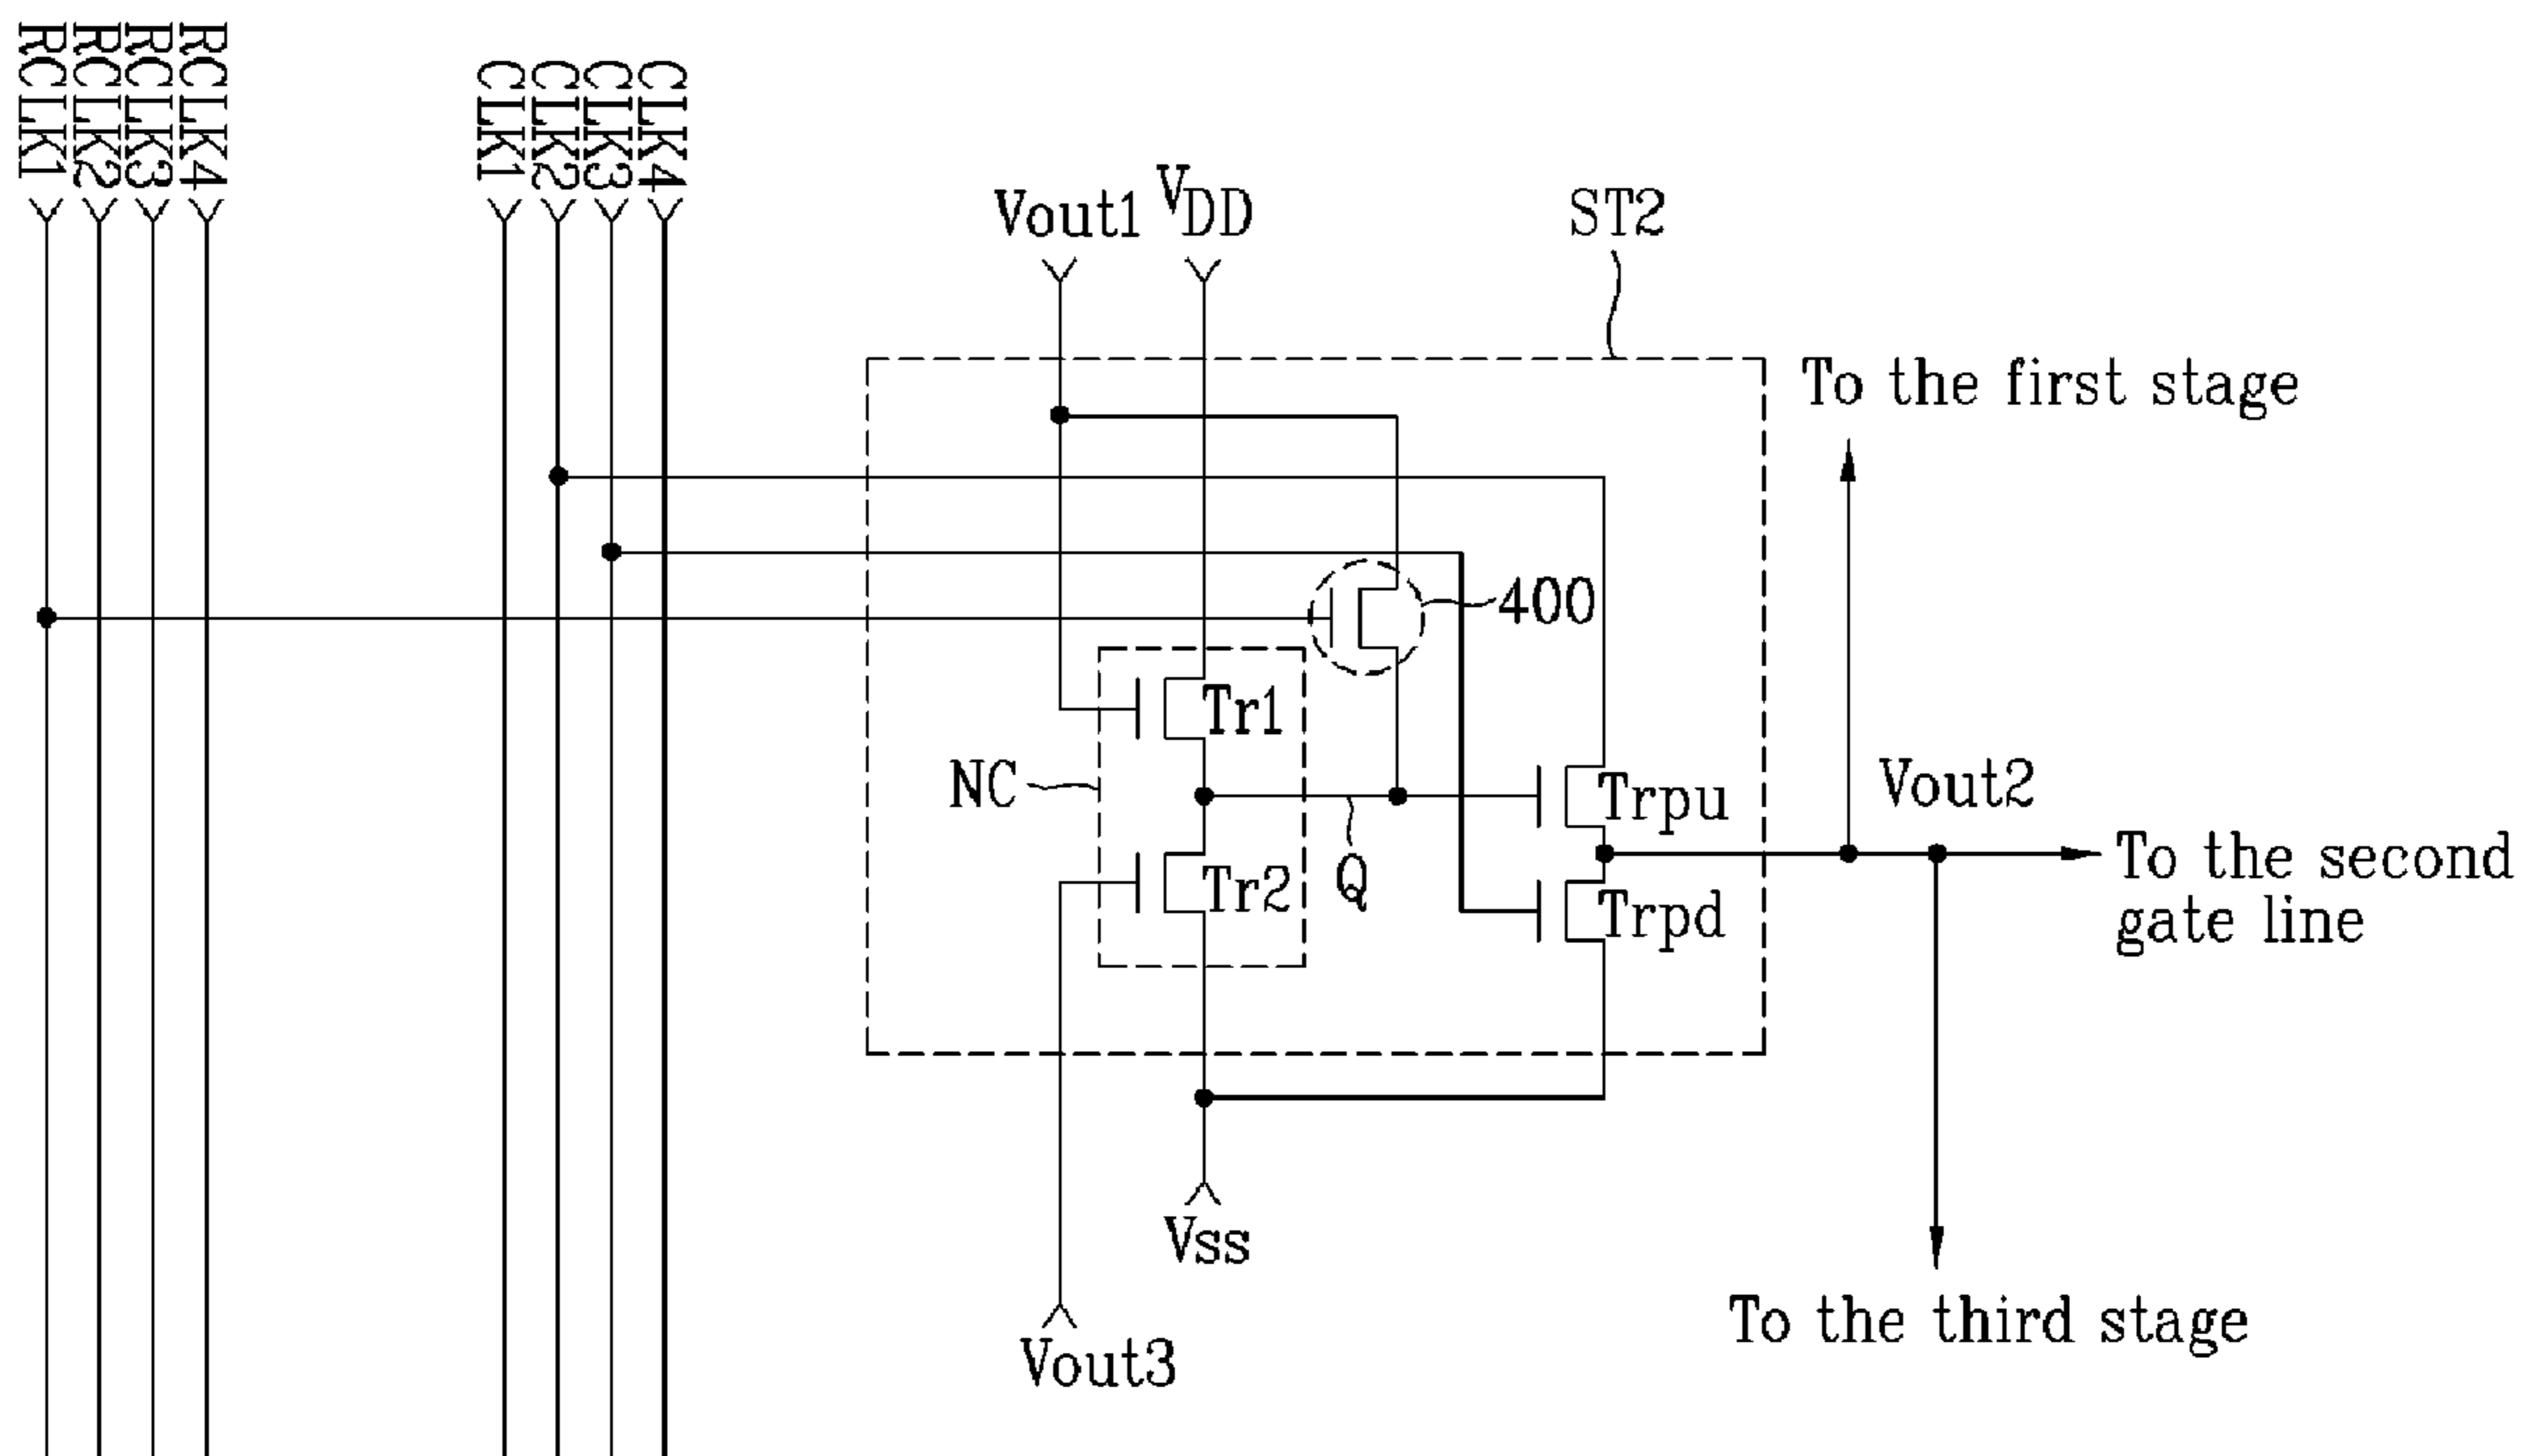 RCLK1
RCLK2
RCLK3
RCLK4
CLK1
CLK2
CLK3
CLK4
Vout1
VDD
ST2
To the first stage
400
Tr1
NC
Trpu
Vout2
Tr2
Q
Trpd
To the second
gate line
Vss
To the third stage
Vout3